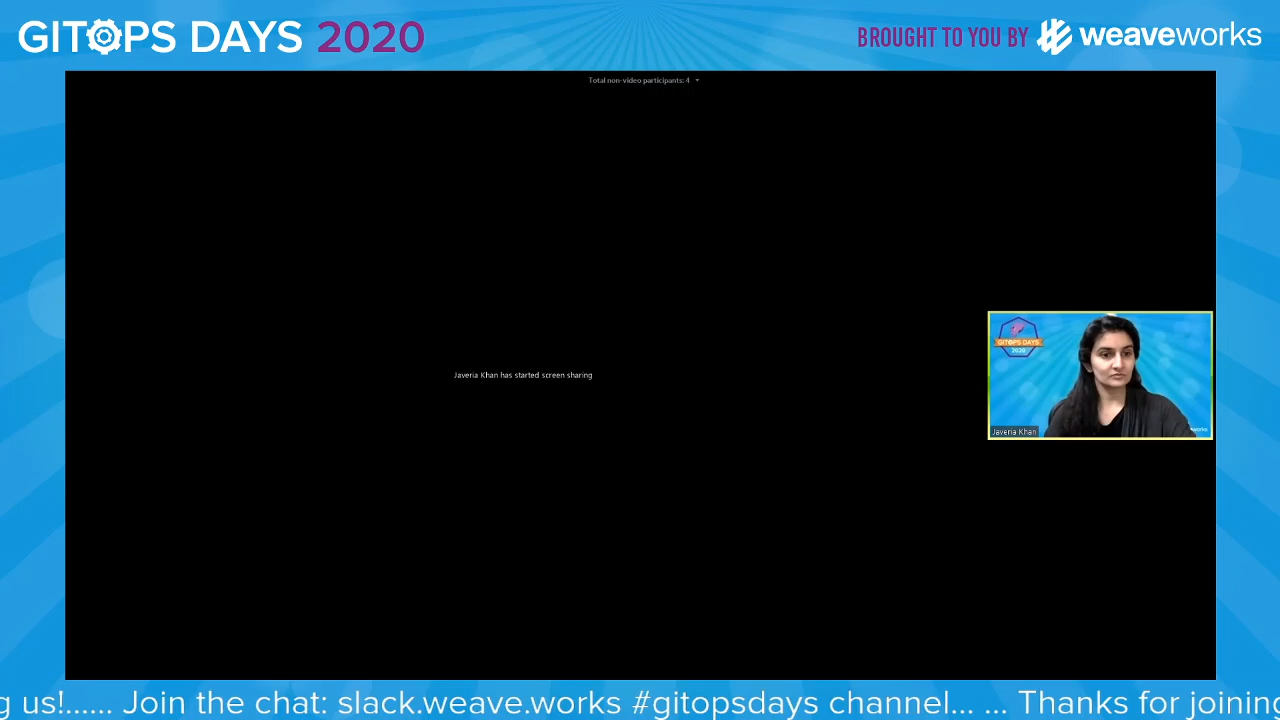 GITOPS DAYS 2020
BROUGHT TO YOU BY weaveworks
Total non-video participants: 4
Javeria Khan has started screen sharing
GITOPS DAYS
2020
Javeria Khan
g us!...... Join the chat: slack.weave.works #gitopsdays channel... ... Thanks for joining